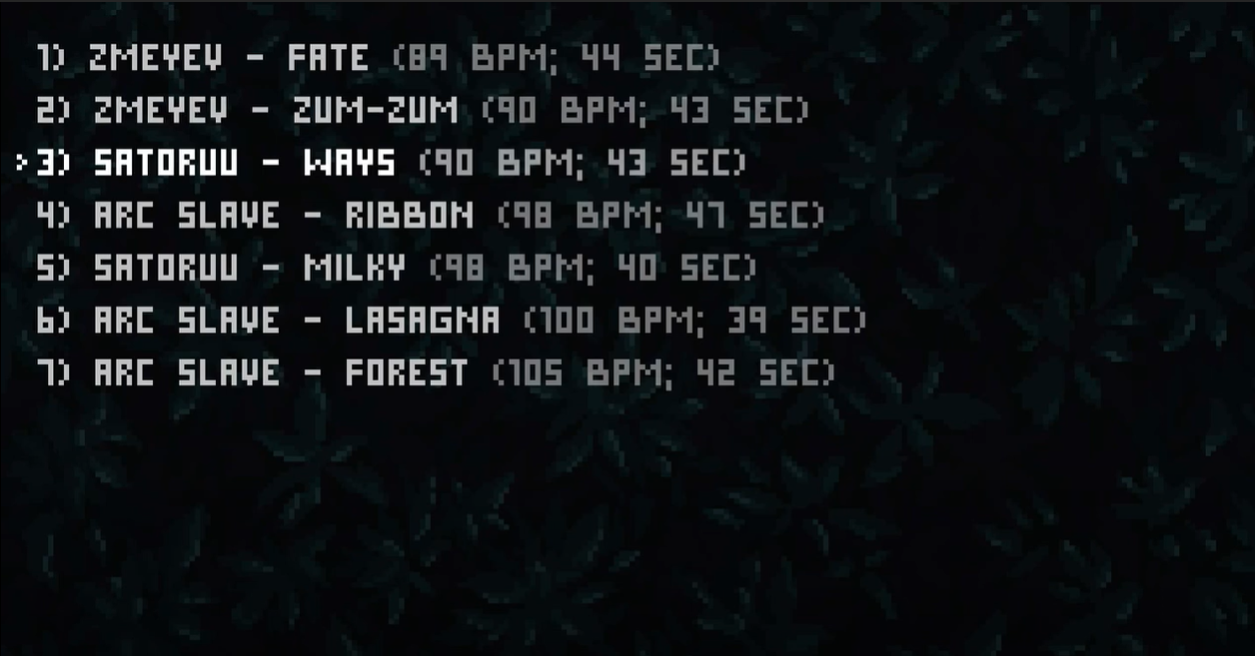 1) ZMEYEV - FATE (89 BPM; 44 SEC)
2) ZMEYEV - ZUM-ZUM (90 BPM; 43 SEC)
>3) SATORUU - WAYS (90 BPM; 43 SEC)
4) ARC SLAVE - RIBBON (98 BPM; 47 SEC)
5) SATORUU - MILKY (98 BPM; 40 SEC)
6) ARC SLAVE - LASAGNA (100 BPM; 39 SEC)
7) ARC SLAVE - FOREST (105 BPM; 42 SEC)